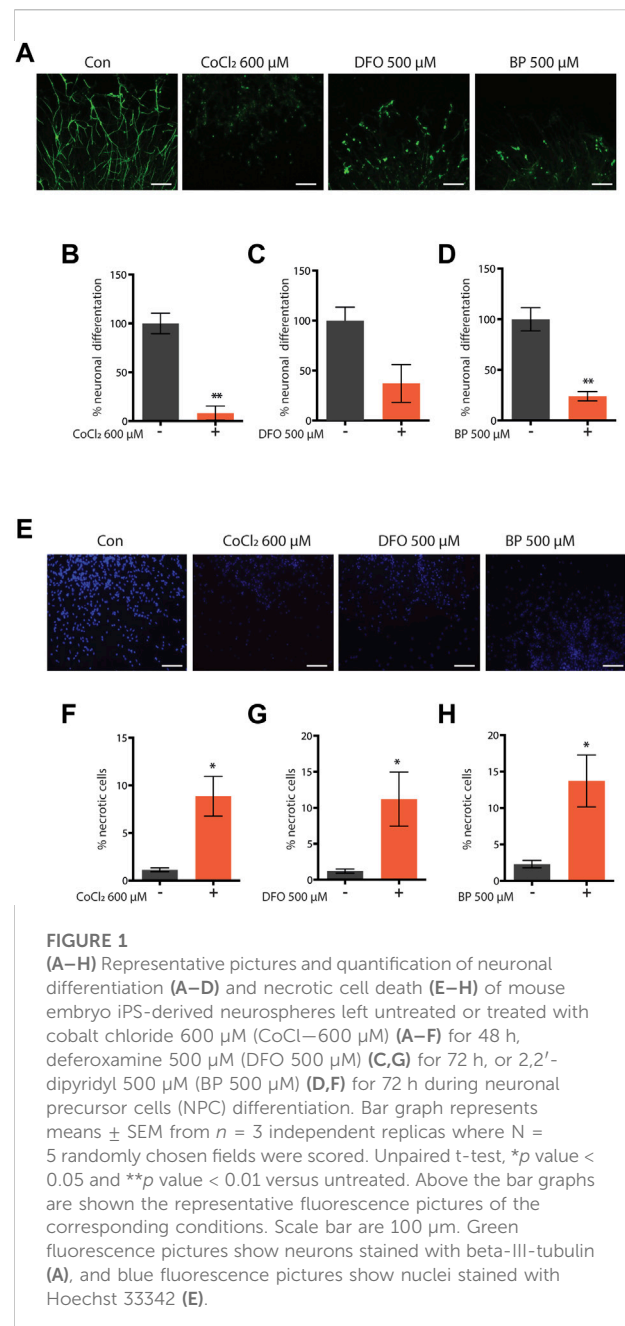 A
Con CoCl₂ 600 μM DFO 500 μM BP 500 μM
B C D
150 150 150
100 100 100
50 50 50
0 0 0
% neuronal differentation % neuronal differentation % neuronal differentation
** **
CoCl₂ 600 μM - + DFO 500 μM - + BP 500 μM - +
E
Con CoCl₂ 600 μM DFO 500 μM BP 500 μM
F G H
15 20 20
10 15 15
5 10 10
0 5 5
0 0
% necrotic cells % necrotic cells % necrotic cells
* * *
CoCl₂ 600 μM - + DFO 500 μM - + BP 500 μM - +
FIGURE 1
(A–H) Representative pictures and quantification of neuronal
differentiation (A–D) and necrotic cell death (E–H) of mouse
embryo iPS-derived neurospheres left untreated or treated with
cobalt chloride 600 μM (CoCl—600 μM) (A–F) for 48 h,
deferoxamine 500 μM (DFO 500 μM) (C,G) for 72 h, or 2,2′-
dipyridyl 500 μM (BP 500 μM) (D,F) for 72 h during neuronal
precursor cells (NPC) differentiation. Bar graph represents
means ± SEM from n = 3 independent replicas where N =
5 randomly chosen fields were scored. Unpaired t-test, *p value <
0.05 and **p value < 0.01 versus untreated. Above the bar graphs
are shown the representative fluorescence pictures of the
corresponding conditions. Scale bar are 100 μm. Green
fluorescence pictures show neurons stained with beta-III-tubulin
(A), and blue fluorescence pictures show nuclei stained with
Hoechst 33342 (E).